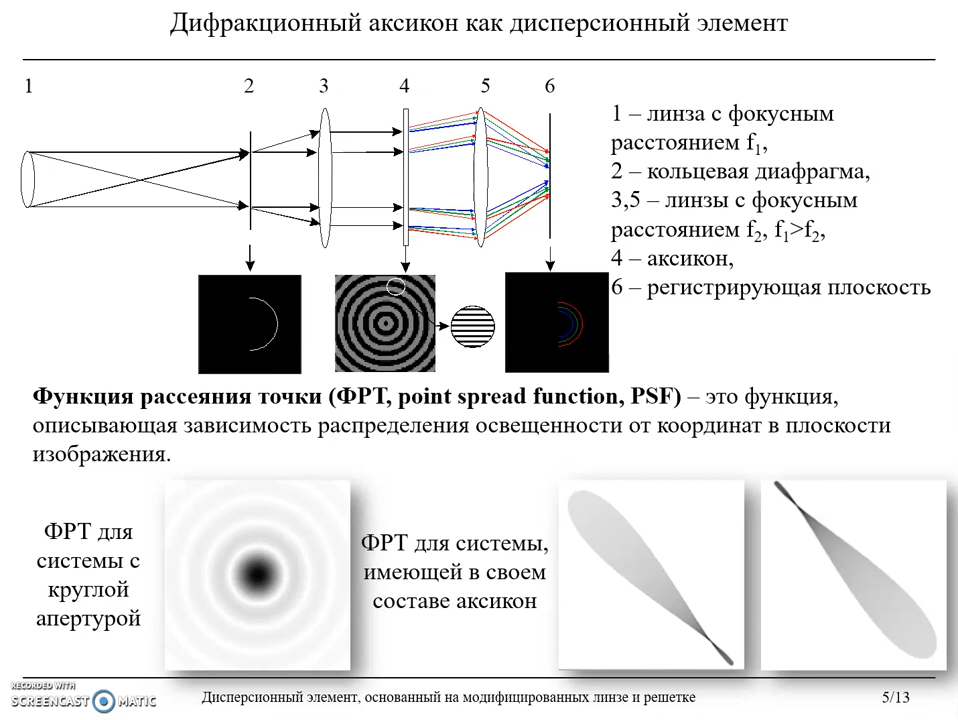 Дифракционный аксикон как дисперсионный элемент
1 2 3 4 5 6
1 – линза с фокусным
расстоянием f1,
2 – кольцевая диафрагма,
3,5 – линзы с фокусным
расстоянием f2, f1>f2,
4 – аксикон,
6 – регистрирующая плоскость
Функция рассеяния точки (ФРТ, point spread function, PSF) – это функция,
описывающая зависимость распределения освещенности от координат в плоскости
изображения.
ФРТ для
системы с
круглой
апертурой
ФРТ для системы,
имеющей в своем
составе аксикон
RECORDED WITH
SCREENCAST MATIC
Дисперсионный элемент, основанный на модифицированных линзе и решетке
5/13